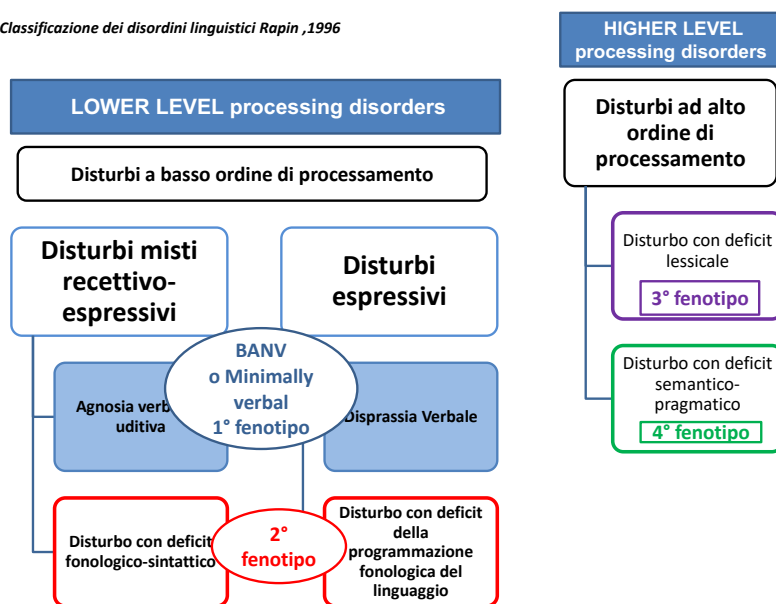 Classificazione dei disordini linguistici Rapin ,1996
LOWER LEVEL processing disorders
Disturbi a basso ordine di processamento
Disturbi misti
recettivo-
espressivi
Disturbi
espressivi
BANV
o Minimally
verbal
1° fenotipo
Agnosia verb
uditiva
Disprassia Verbale
Disturbo con deficit
fonologico-sintattico
2°
fenotipo
Disturbo con deficit
della
programmazione
fonologica del
linguaggio
HIGHER LEVEL
processing disorders
Disturbi ad alto
ordine di
processamento
Disturbo con deficit
lessicale
3° fenotipo
Disturbo con deficit
semantico-
pragmatico
4° fenotipo